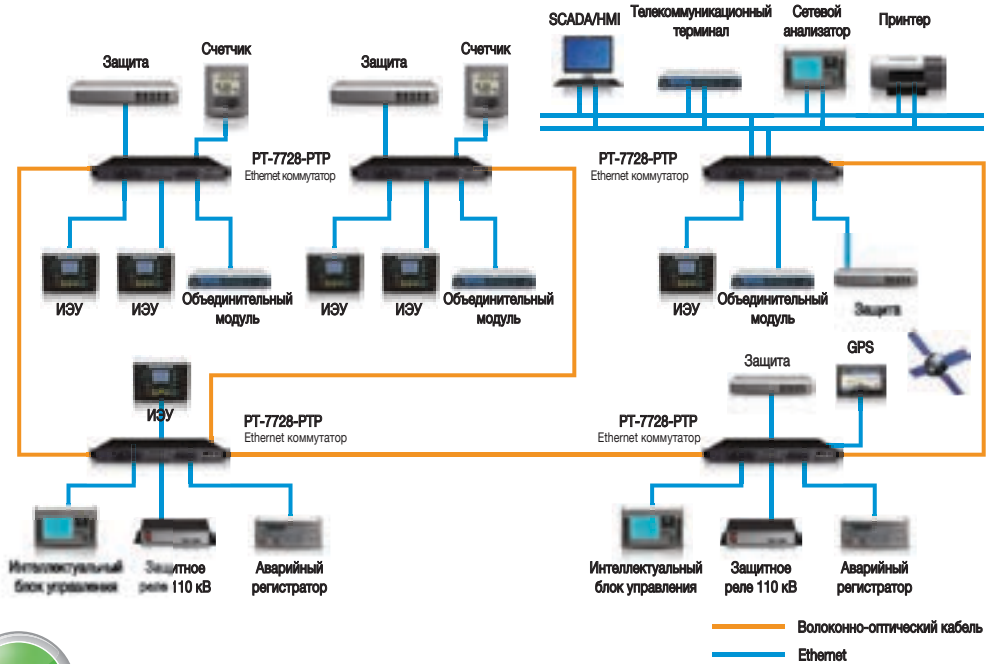 SCADA/HMI
Телекоммуникационный
терминал
Сетевой
анализатор
Принтер
Защита
Счетчик
Защита
Счетчик
PT-7728-PTP
Ethernet коммутатор
PT-7728-PTP
Ethernet коммутатор
PT-7728-PTP
Ethernet коммутатор
ИЭУ
ИЭУ
Объединительный
модуль
ИЭУ
ИЭУ
Объединительный
модуль
ИЭУ
Объединительный
модуль
Защита
ИЭУ
Защита
GPS
PT-7728-PTP
Ethernet коммутатор
PT-7728-PTP
Ethernet коммутатор
Интеллектуальный
блок управления
Защитное
реле 110 кВ
Аварийный
регистратор
Интеллектуальный
блок управления
Защитное
реле 110 кВ
Аварийный
регистратор
Волоконно-оптический кабель
Ethernet